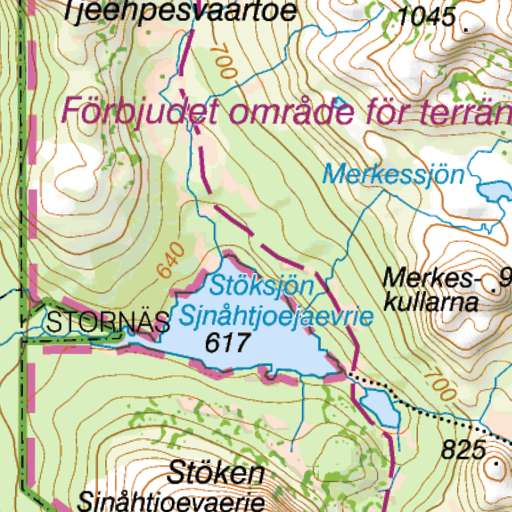 Tjeehpesvaartoe
1045
700
Förbjudet område för terrän
Merkessjön
640
Stöksjön
Sjnåhtjoejaevrie
617
Merkes-
kullarna
.9
STORNÄS
700
825
Stöken
Sjnåhtjoevaerie